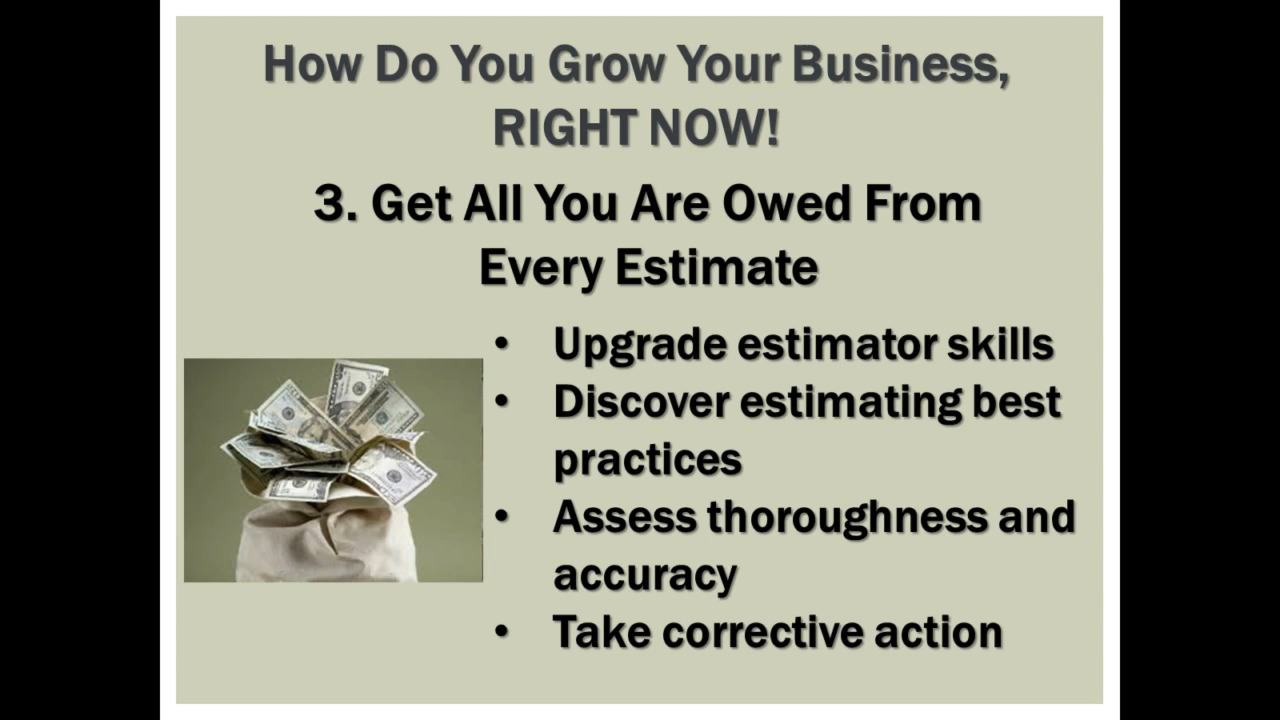 How Do You Grow Your Business,
RIGHT NOW!
3. Get All You Are Owed From
Every Estimate
• Upgrade estimator skills
• Discover estimating best
practices
• Assess thoroughness and
accuracy
• Take corrective action